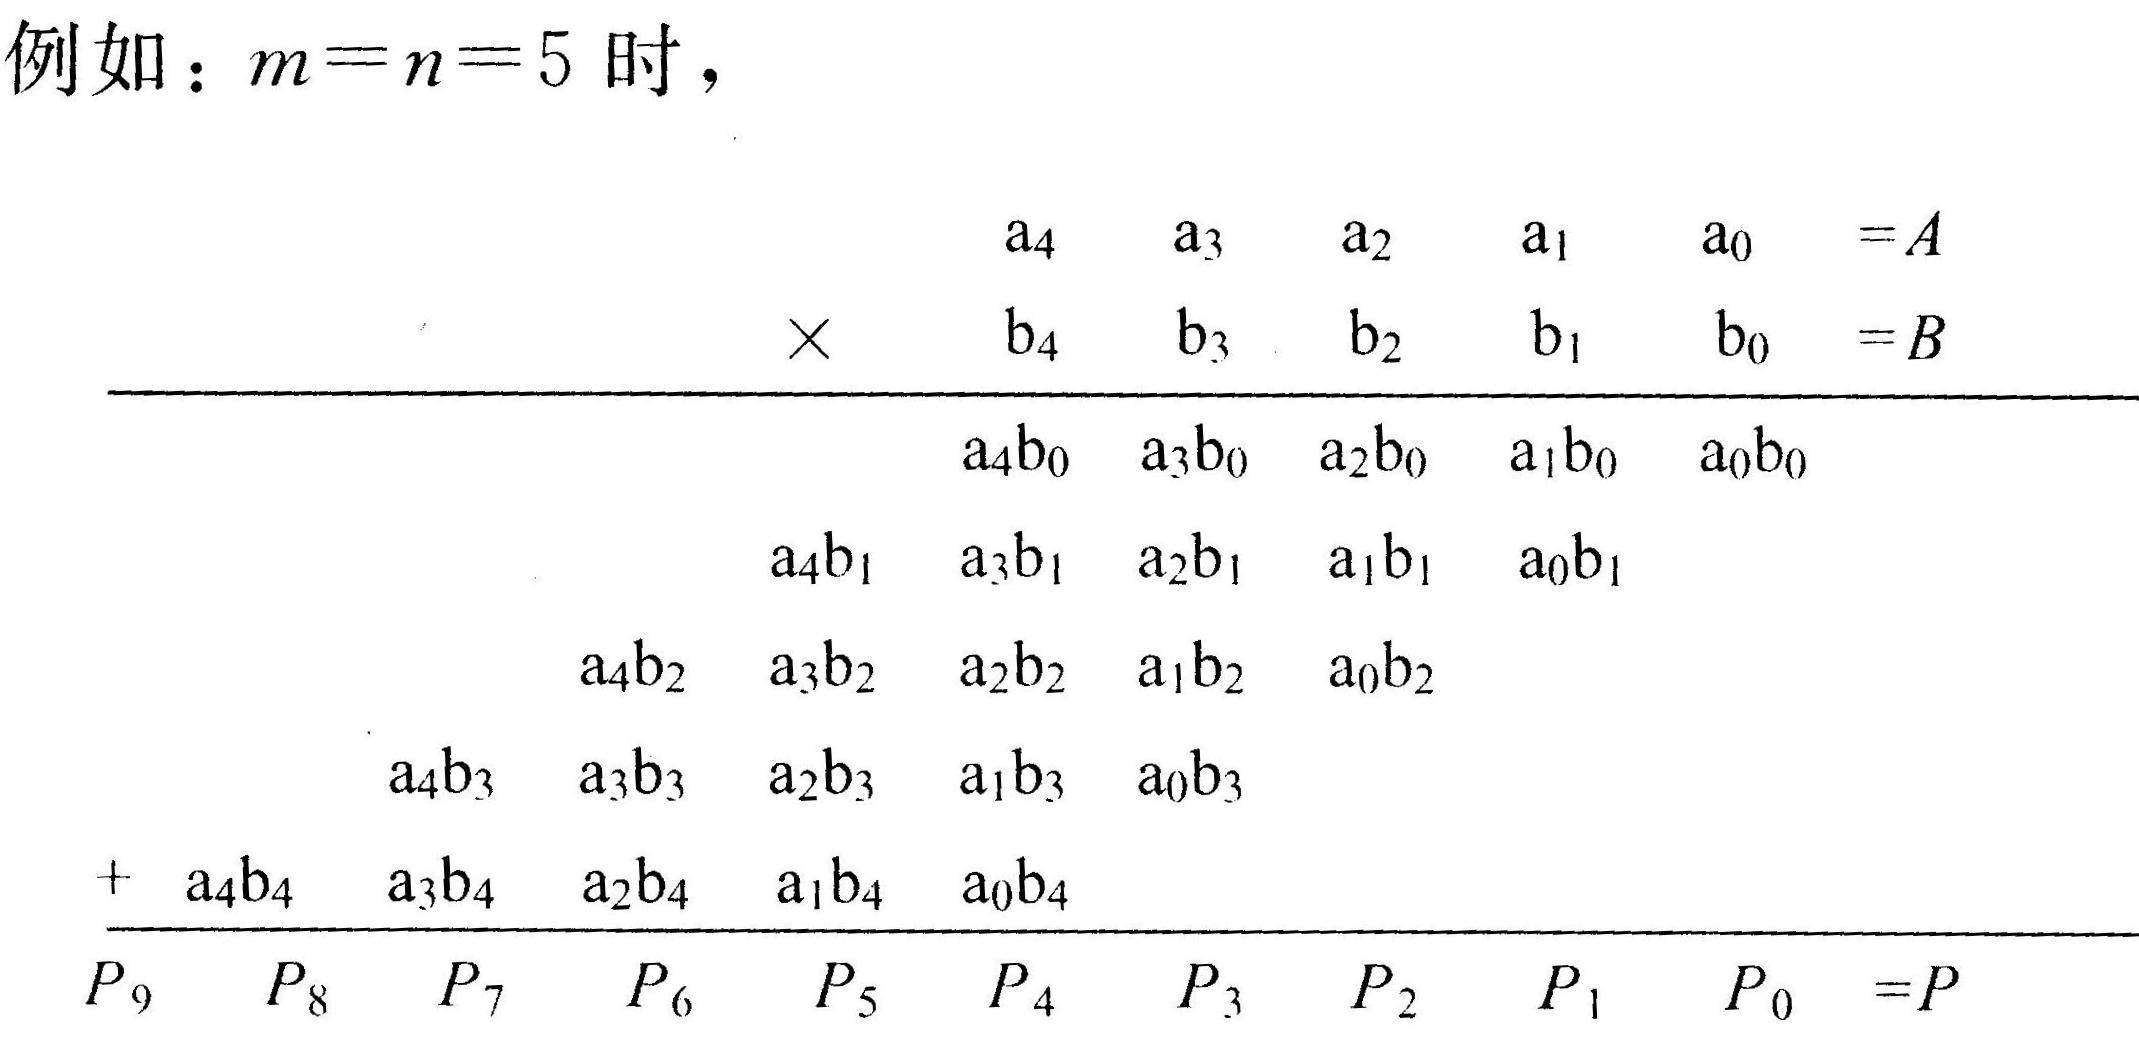 例如：m＝n＝5 时，
a₄ a₃ a₂ a₁ a₀ =A
× b₄ b₃ b₂ b₁ b₀ =B
a₄b₀ a₃b₀ a₂b₀ a₁b₀ a₀b₀
a₄b₁ a₃b₁ a₂b₁ a₁b₁ a₀b₁
a₄b₂ a₃b₂ a₂b₂ a₁b₂ a₀b₂
a₄b₃ a₃b₃ a₂b₃ a₁b₃ a₀b₃
+ a₄b₄ a₃b₄ a₂b₄ a₁b₄ a₀b₄
P₉ P₈ P₇ P₆ P₅ P₄ P₃ P₂ P₁ P₀ =P